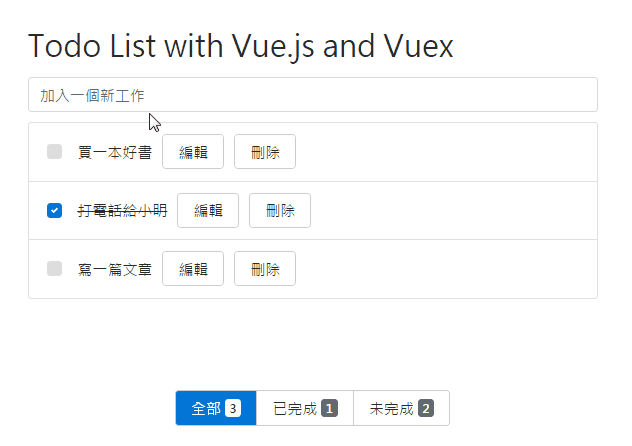 Todo List with Vue.js and Vuex
加入一個新工作
買一本好書 編輯 刪除
打電話給小明 編輯 刪除
寫一篇文章 編輯 刪除
全部 3 已完成 1 未完成 2